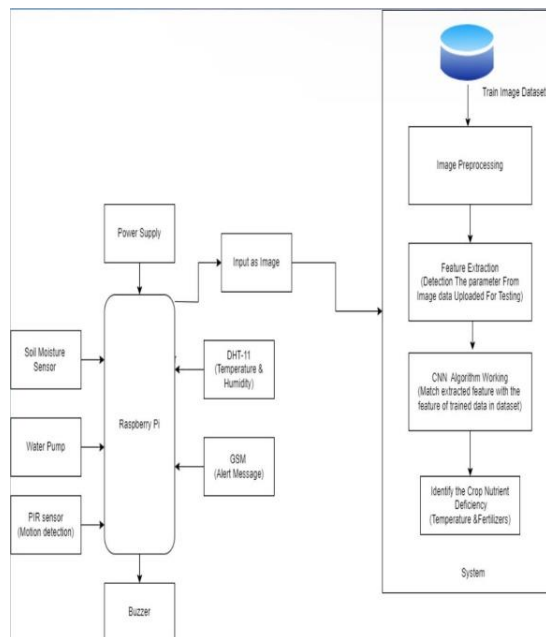 Train Image Dataset
Image Preprocessing
Feature Extraction
(Detection The parameter From
Image data Uploaded For Testing)
CNN Algorithm Working
(Match extracted feature with the
feature of trained data in dataset)
Identify the Crop Nutrient
Deficiency
(Temperature &Fertilizers)
System
Power Supply
Input as Image
Soil Moisture
Sensor
Water Pump
PIR sensor
(Motion detection)
Raspberry Pi
DHT-11
(Temperature &
Humidity)
GSM
(Alert Message)
Buzzer